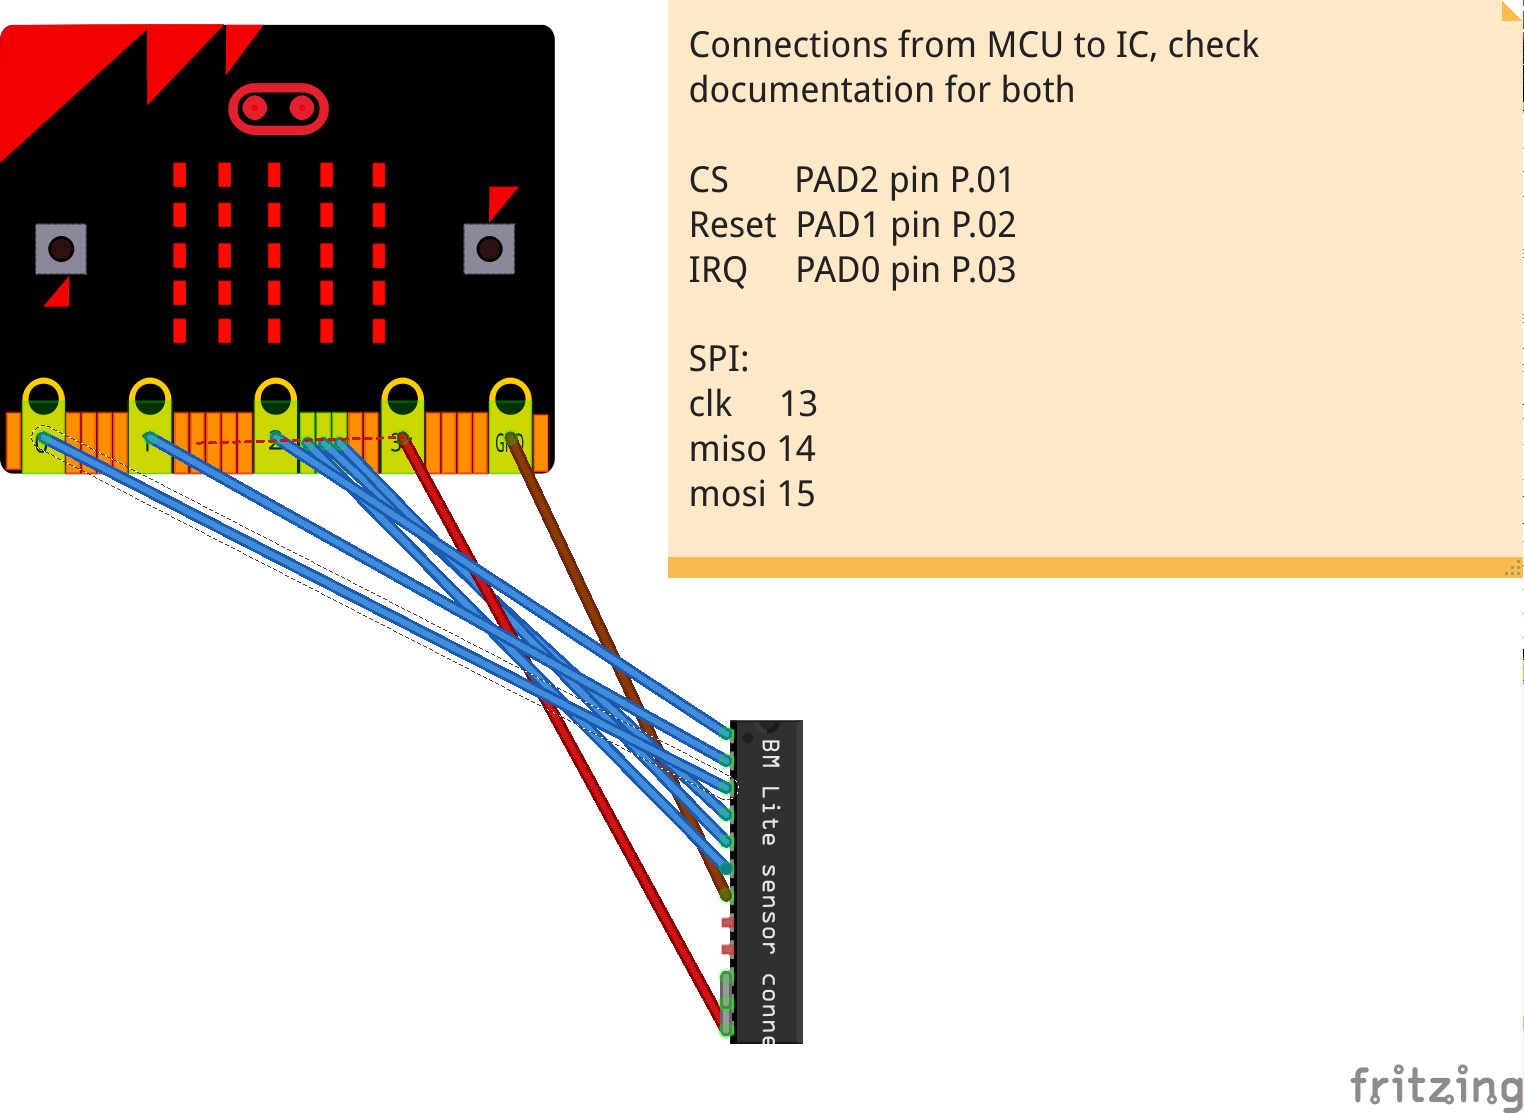 Connections from MCU to IC, check
documentation for both
CS PAD2 pin P.01
Reset PAD1 pin P.02
IRQ PAD0 pin P.03
SPI:
clk 13
miso 14
mosi 15
0 1 2 3 GND
BM Lite sensor conne
fritzing